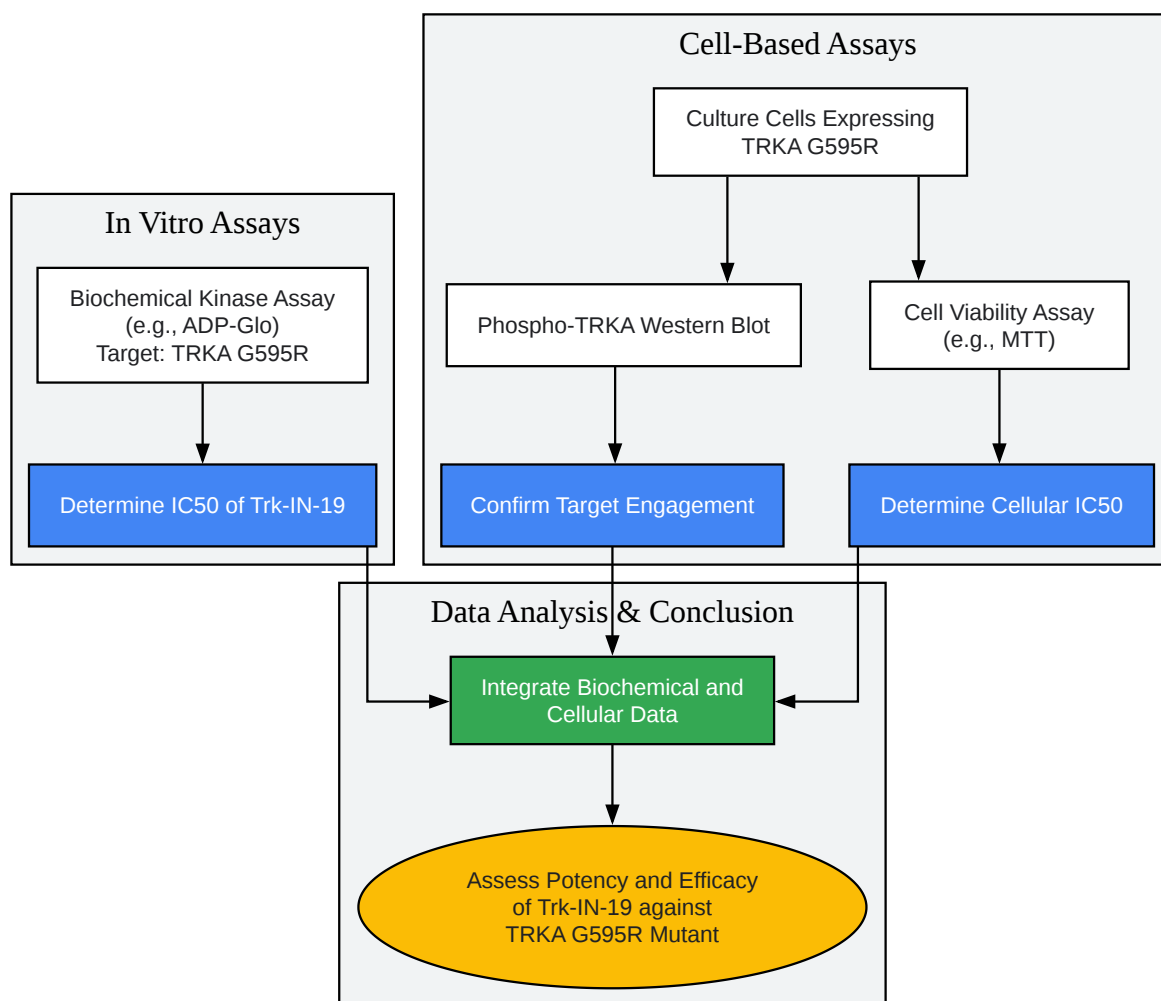 Cell-Based Assays
Culture Cells Expressing
TRKA G595R
In Vitro Assays
Biochemical Kinase Assay
(e.g., ADP-Glo)
Target: TRKA G595R
Phospho-TRKA Western Blot
Cell Viability Assay
(e.g., MTT)
Determine IC50 of Trk-IN-19
Confirm Target Engagement
Determine Cellular IC50
Data Analysis & Conclusion
Integrate Biochemical and
Cellular Data
Assess Potency and Efficacy
of Trk-IN-19 against
TRKA G595R Mutant